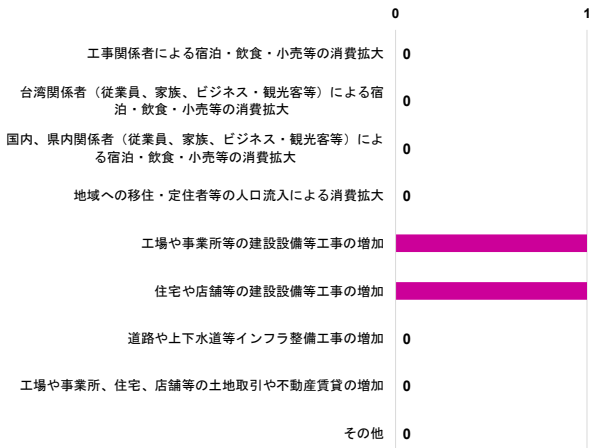 0 1
工事関係者による宿泊・飲食・小売等の消費拡大 0
台湾関係者（従業員、家族、ビジネス・観光客等）による宿
泊・飲食・小売等の消費拡大 0
国内、県内関係者（従業員、家族、ビジネス・観光客等）によ
る宿泊・飲食・小売等の消費拡大 0
地域への移住・定住者等の人口流入による消費拡大 0
工場や事業所等の建設設備等工事の増加
住宅や店舗等の建設設備等工事の増加
道路や上下水道等インフラ整備工事の増加 0
工場や事業所、住宅、店舗等の土地取引や不動産賃貸の増加 0
その他 0